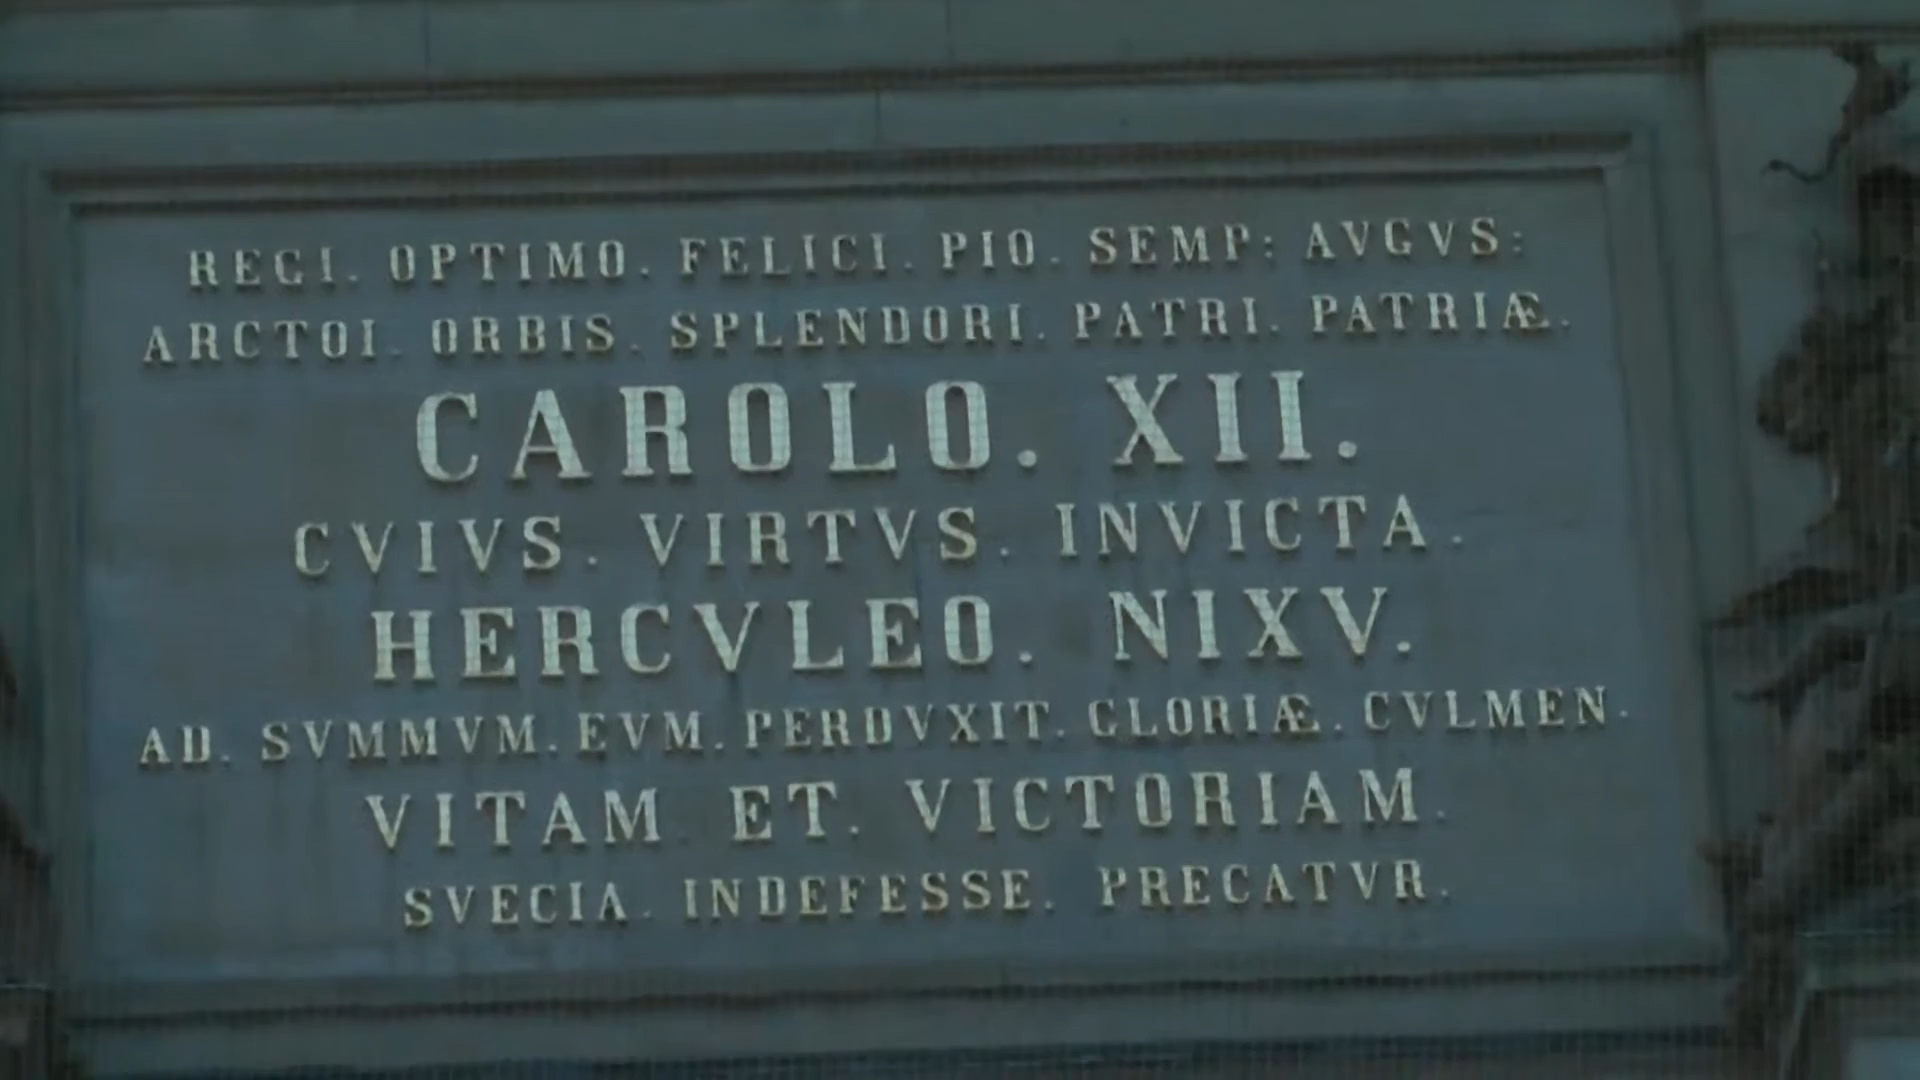 REGI. OPTIMO. FELICI. PIO. SEMP: AVGVS:
ARCTOI. ORBIS. SPLENDORI. PATRI. PATRIÆ.
CAROLO. XII.
CVIVS. VIRTVS. INVICTA.
HERCVLEO. NIXV.
AD. SVMMVM. EVM. PERDVXIT. GLORIÆ. CVLMEN.
VITAM ET. VICTORIAM.
SVECIA. INDEFESSE. PRECATVR.